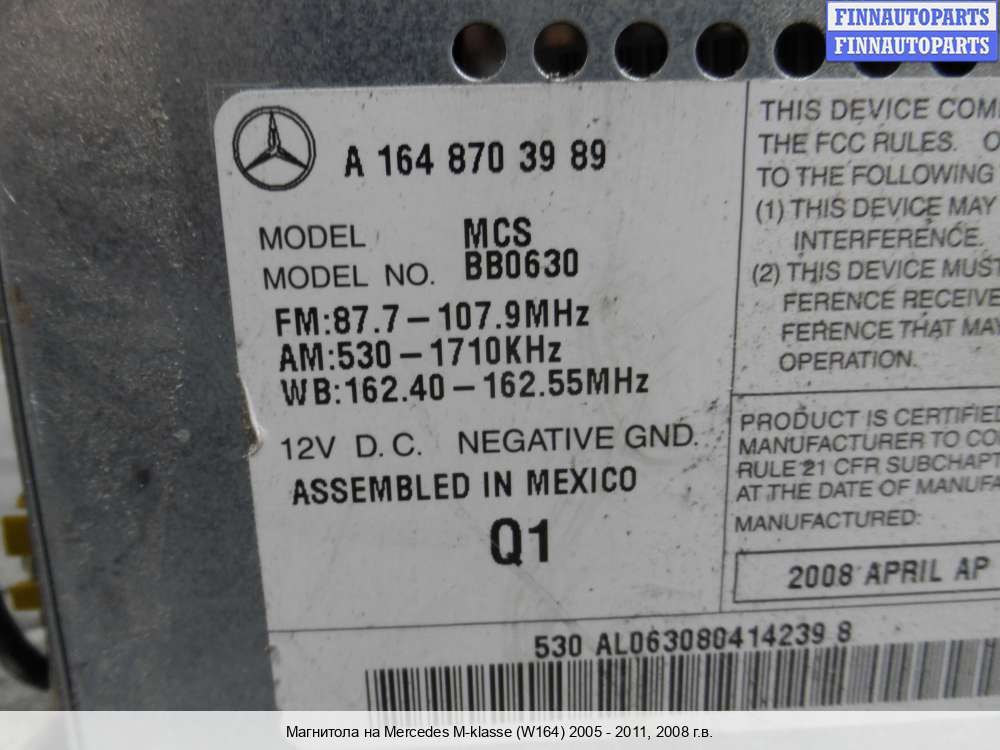 FINNAUTOPARTS
FINNAUTOPARTS
A 164 870 39 89
MODEL MCS
MODEL NO. BB0630
FM:87.7-107.9MHz
AM:530-1710KHz
WB:162.40-162.55MHz
12V D.C. NEGATIVE GND.
ASSEMBLED IN MEXICO
Q1
THIS DEVICE COM
THE FCC RULES. O
TO THE FOLLOWING
(1) THIS DEVICE MAY
INTERFERENCE.
(2) THIS DEVICE MUST
FERENCE RECEIVE
FERENCE THAT MAY
OPERATION.
PRODUCT IS CERTIFIE
MANUFACTURER TO CO
RULE 21 CFR SUBCHAPT
AT THE DATE OF MANUFA
MANUFACTURED:
2008 APRIL AP
530 AL063080414239 8
Магнитола на Mercedes M-klasse (W164) 2005 - 2011, 2008 г.в.